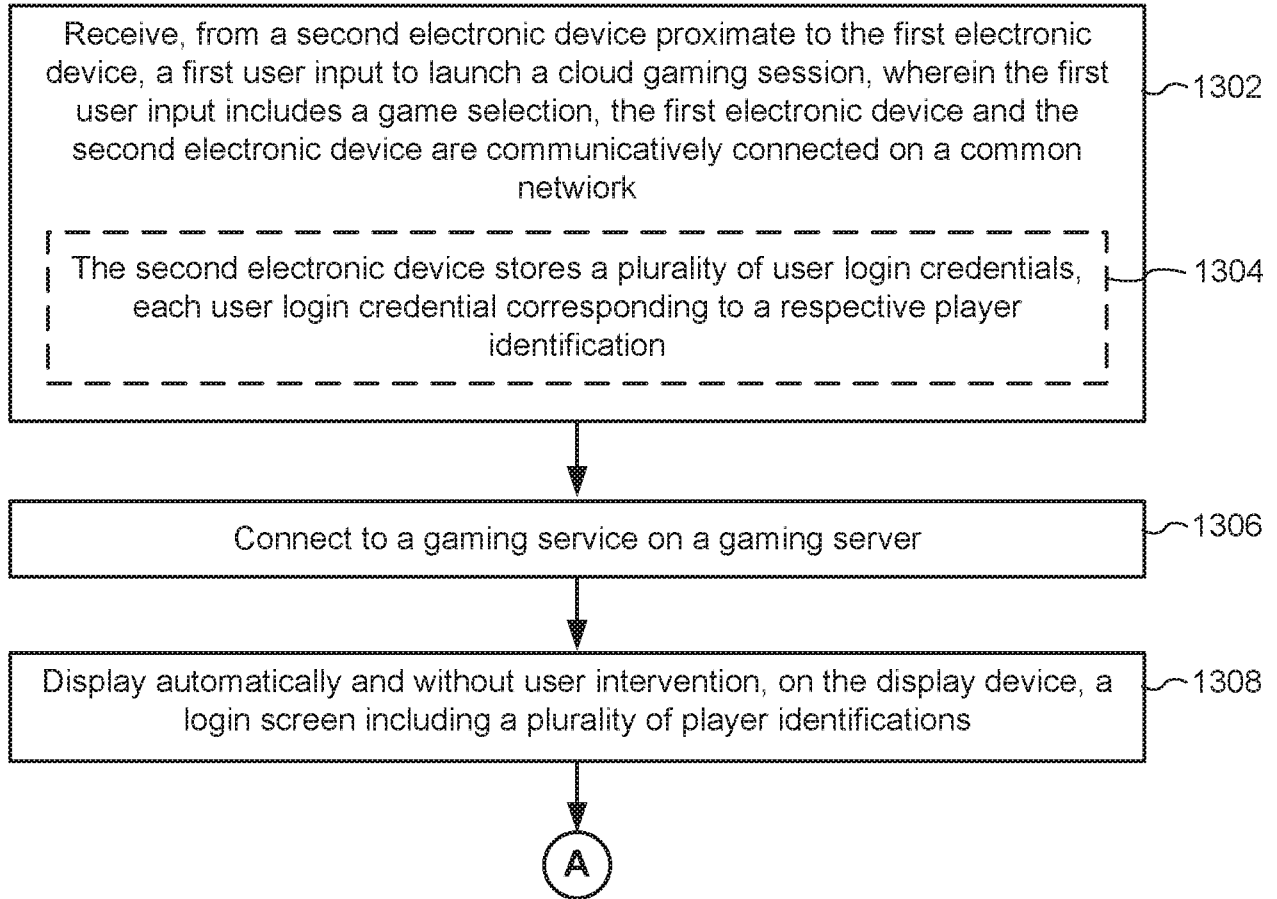 Receive, from a second electronic device proximate to the first electronic
device, a first user input to launch a cloud gaming session, wherein the first
user input includes a game selection, the first electronic device and the
second electronic device are communicatively connected on a common
netwiork
1302
The second electronic device stores a plurality of user login credentials,
each user login credential corresponding to a respective player
identification
1304
Connect to a gaming service on a gaming server
1306
Display automatically and without user intervention, on the display device, a
login screen including a plurality of player identifications
1308
A